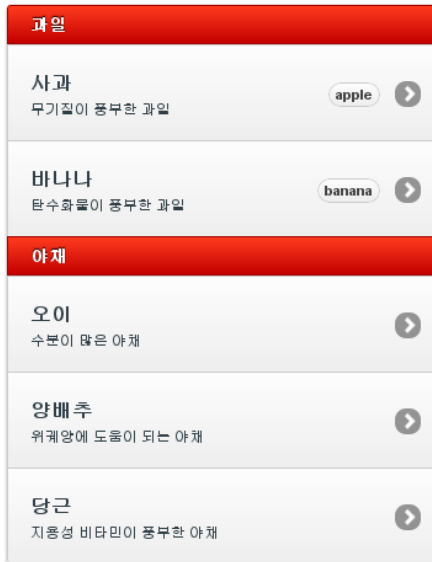 과일
사과
무기질이 풍부한 과일
apple
바나나
탄수화물이 풍부한 과일
banana
야채
오이
수분이 많은 야채
양배추
위궤양에 도움이 되는 야채
당근
지용성 비타민이 풍부한 야채